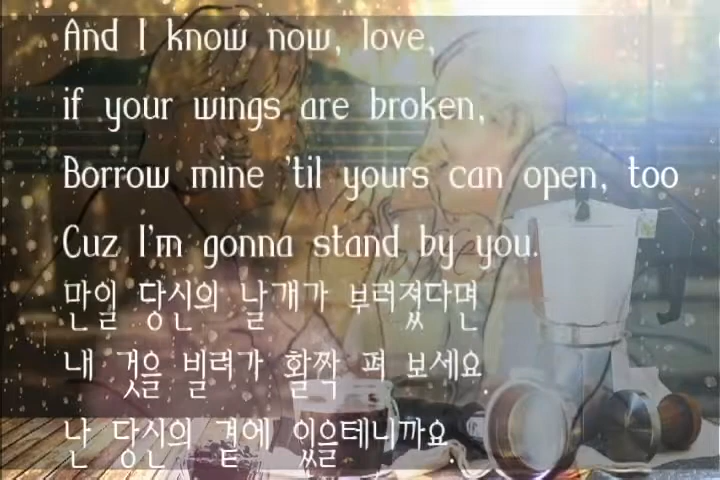 And I know now, love,
if your wings are broken,
Borrow mine 'til yours can open, too
Cuz I'm gonna stand by you.
만일 당신의 날개가 부러졌다면
내 것을 빌려가 활짝 펴 보세요.
난 당신의 곁에 있을테니까요.